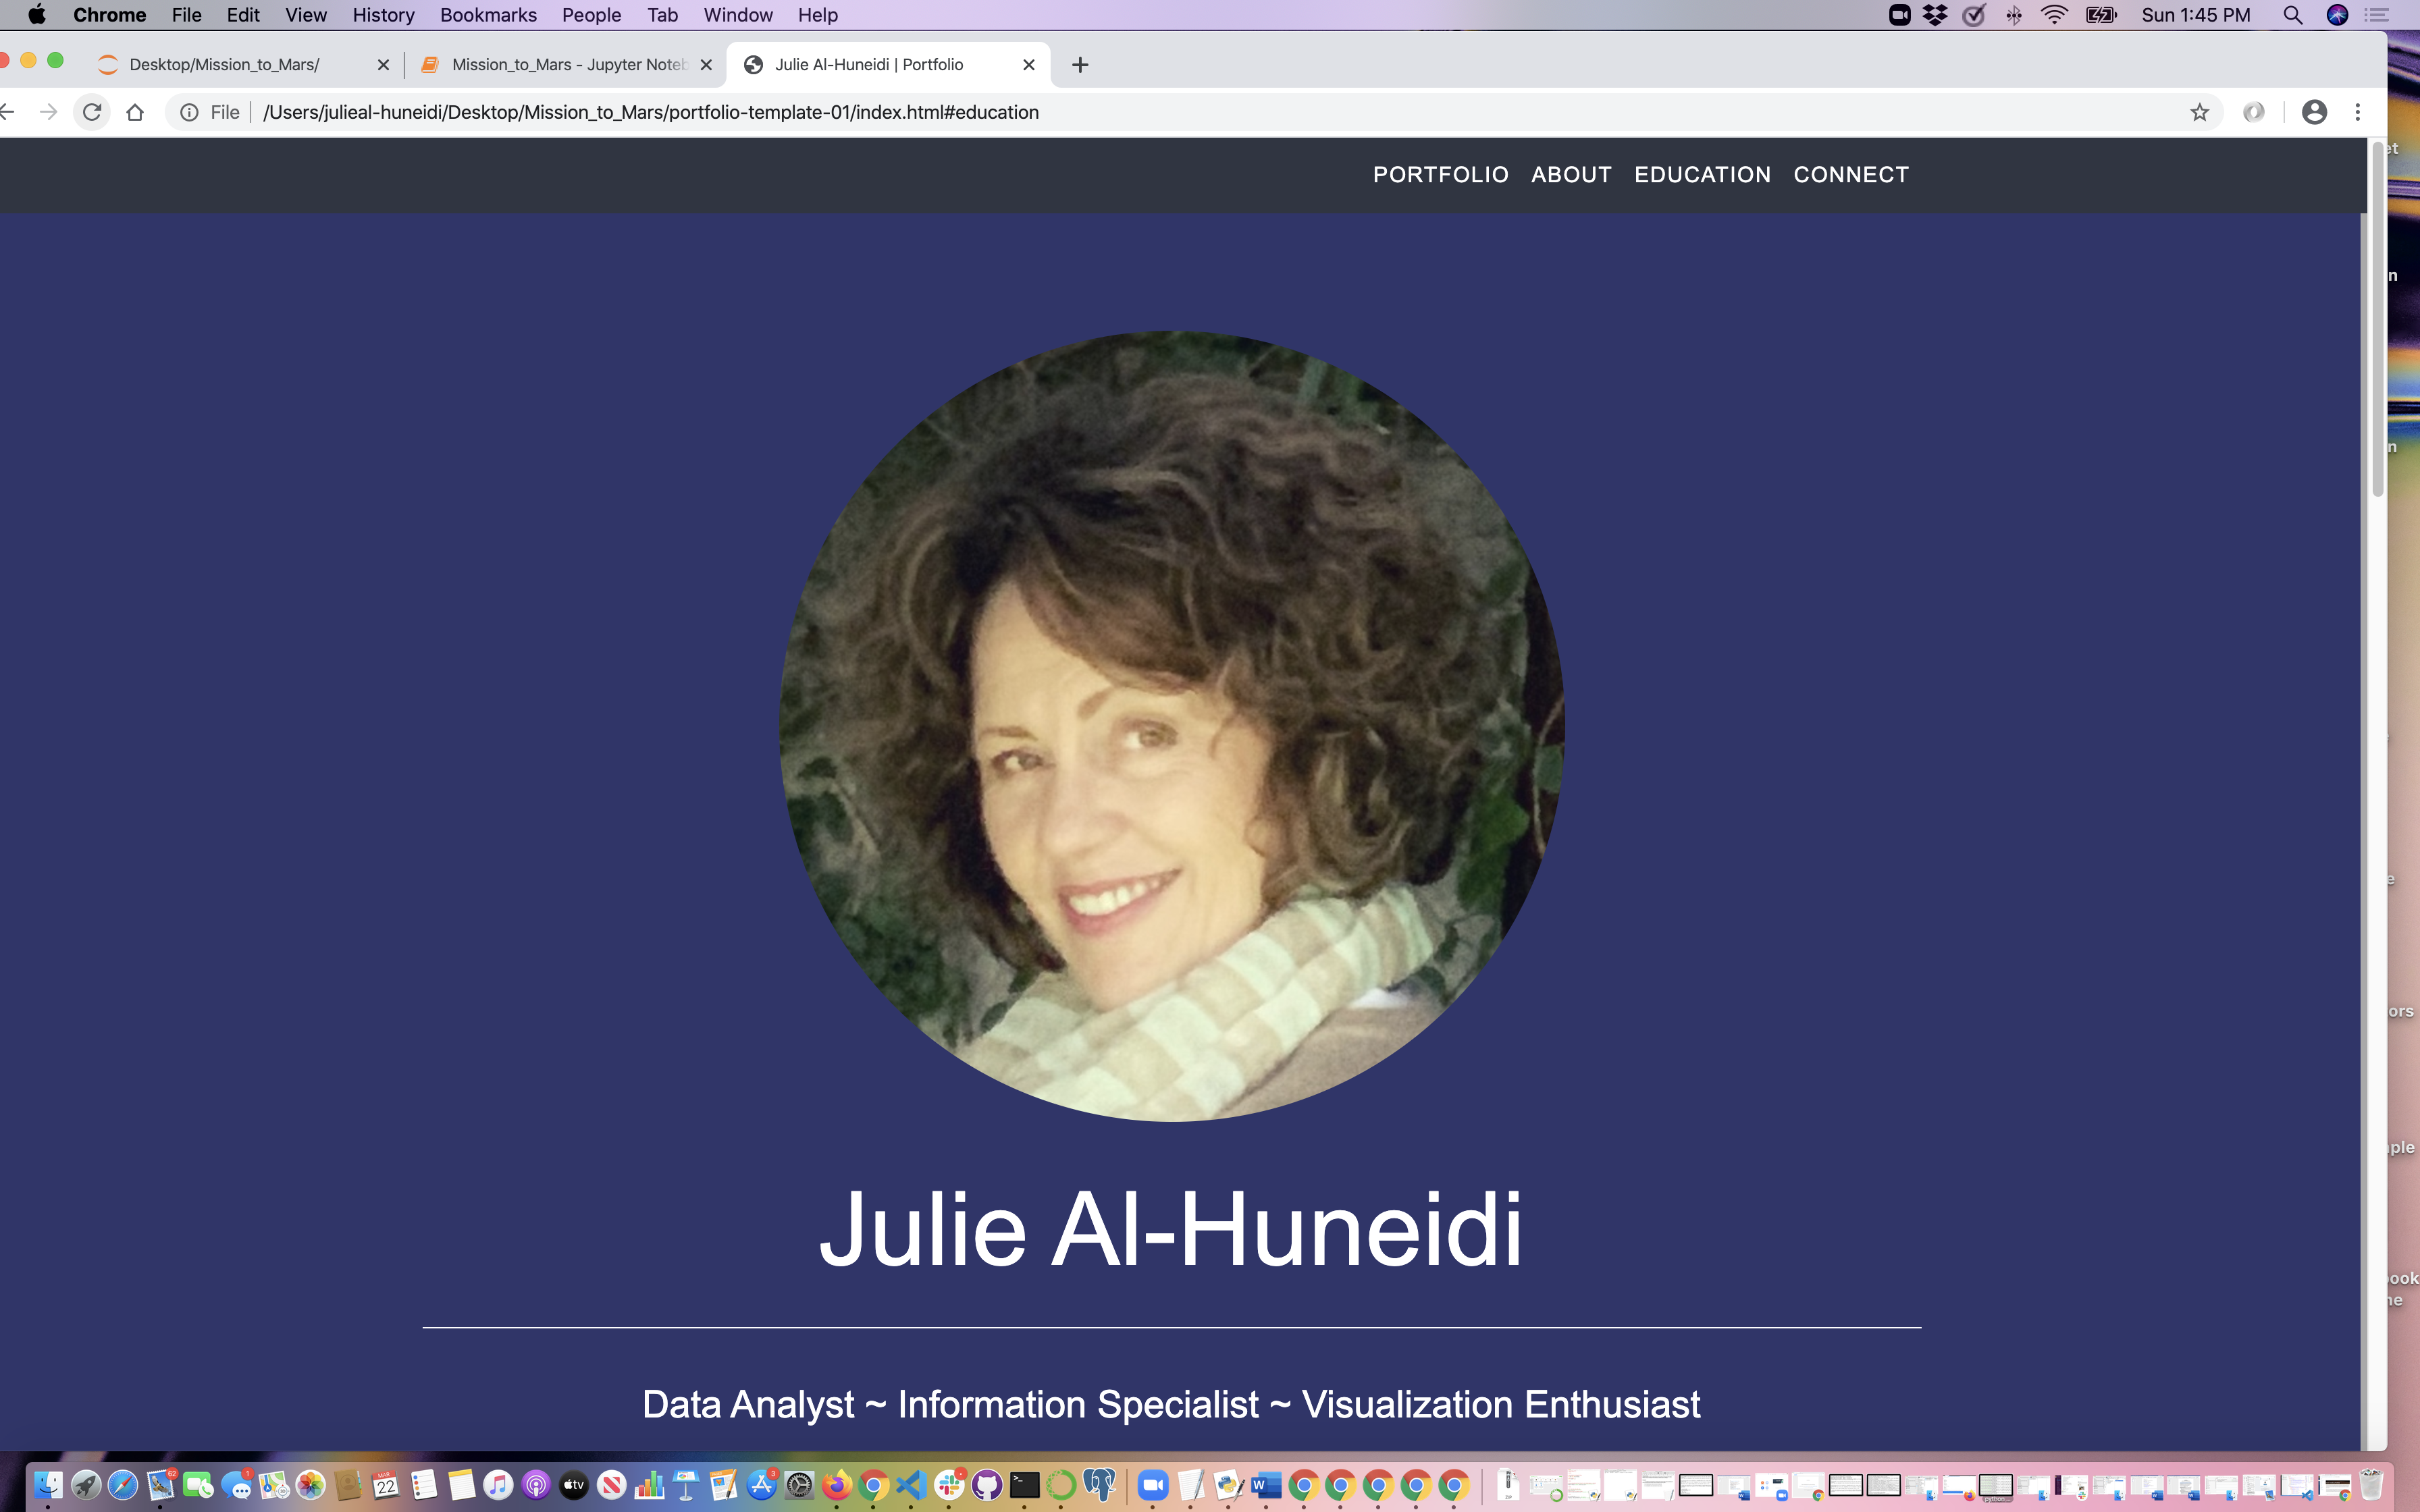 Chrome File Edit View History Bookmarks People Tab Window Help Sun 1:45 PM
Desktop/Mission_to_Mars/ Mission_to_Mars - Jupyter Noteb Julie Al-Huneidi | Portfolio
File /Users/julieal-huneidi/Desktop/Mission_to_Mars/portfolio-template-01/index.html#education
PORTFOLIO ABOUT EDUCATION CONNECT
Julie Al-Huneidi
Data Analyst ~ Information Specialist ~ Visualization Enthusiast